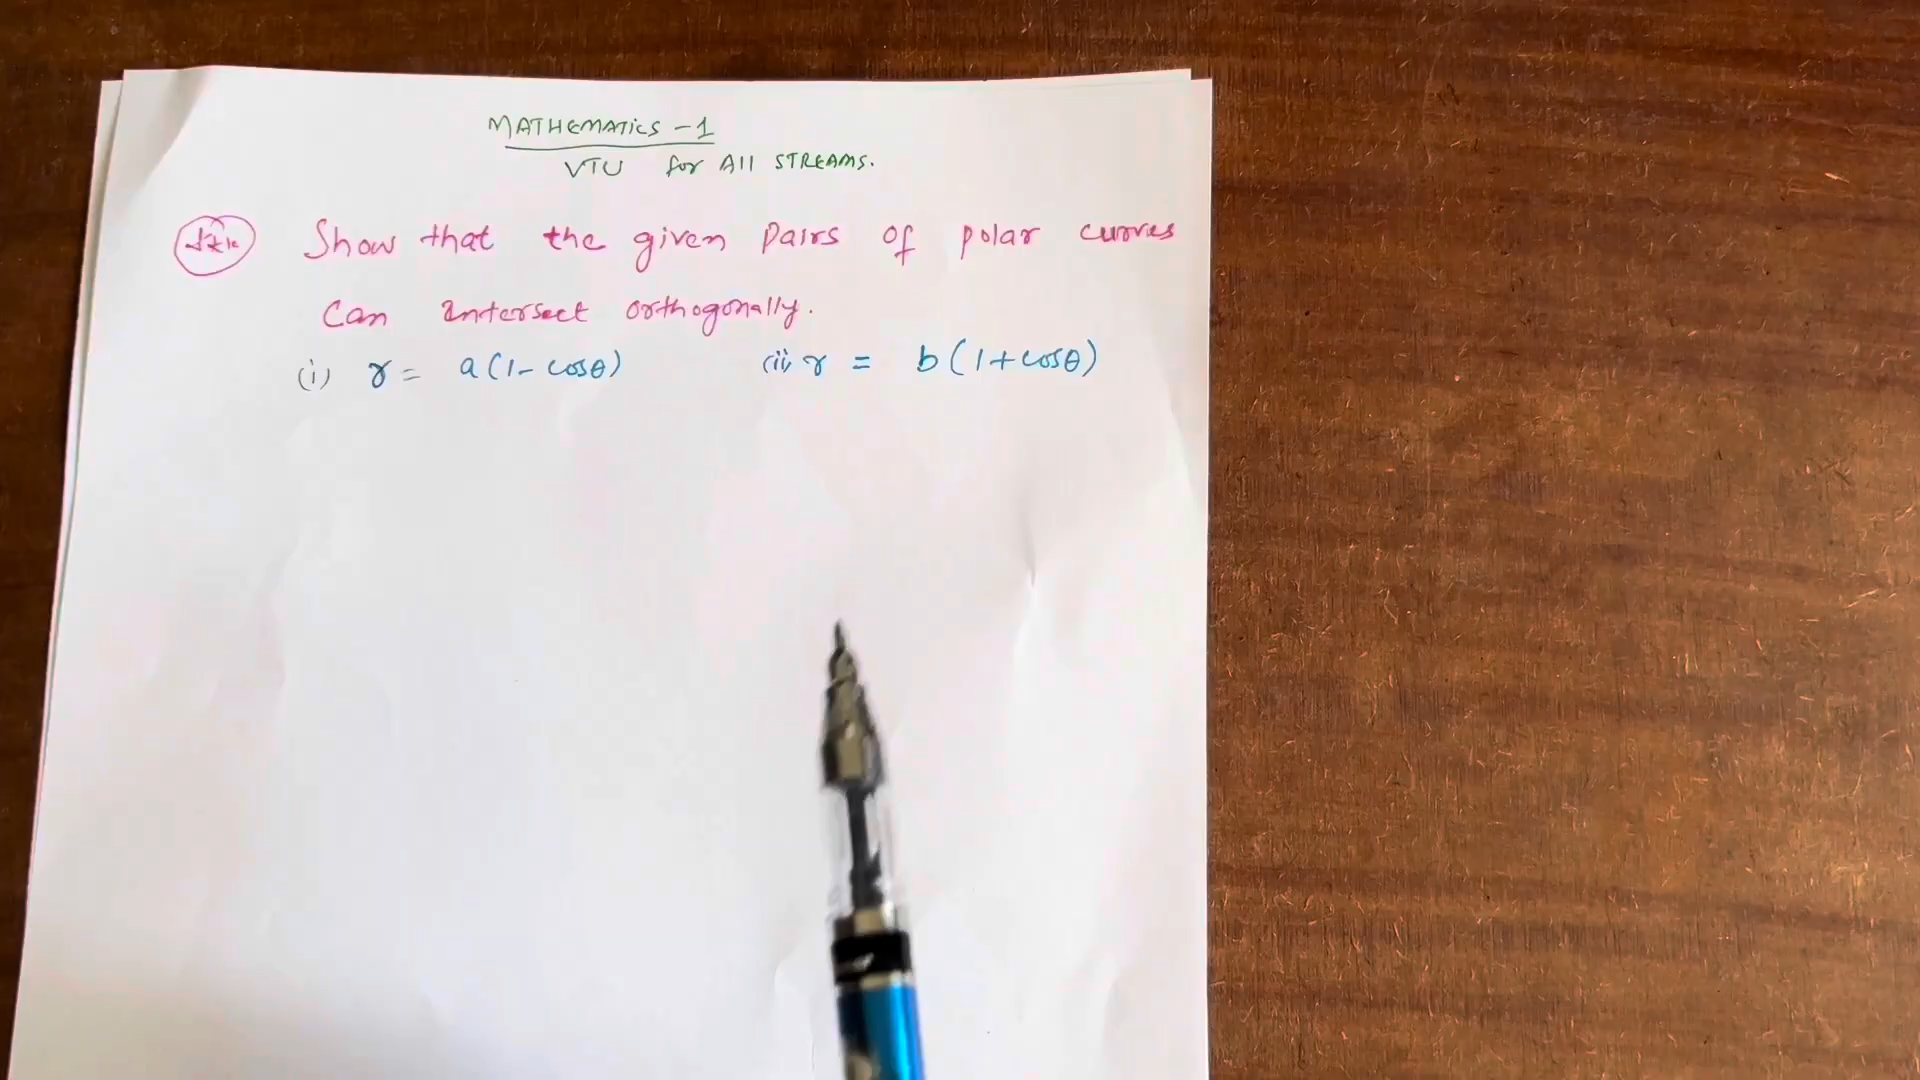 MATHEMATICS - 1
VTU for All STREAMS.
Show that the given Pairs of polar curves
Can Intersect orthogonally.
(i) r = a(1 - cosθ) (ii) r = b(1 + cosθ)